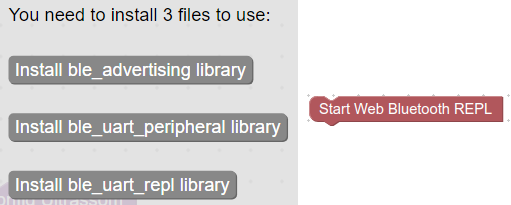 You need to install 3 files to use:
Install ble_advertising library
Start Web Bluetooth REPL
Install ble_uart_peripheral library
Install ble_uart_repl library